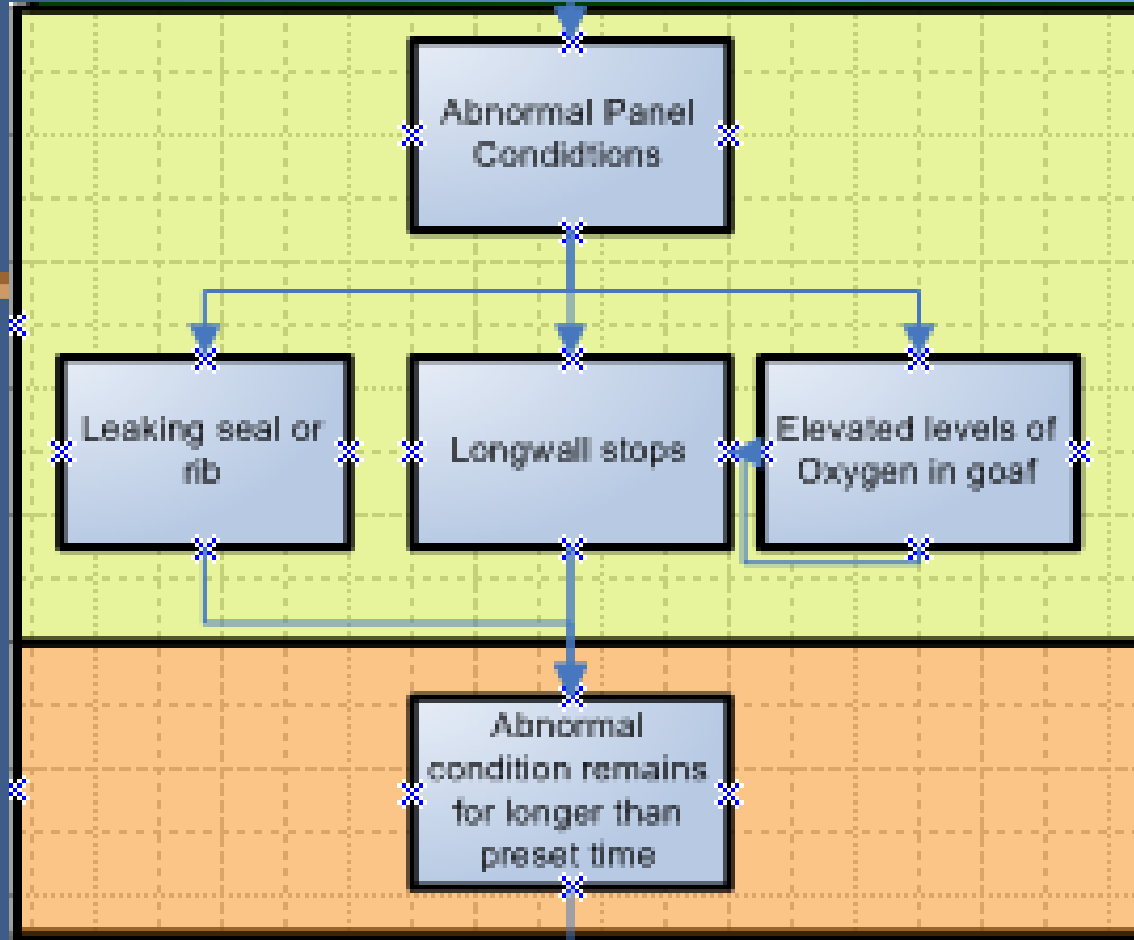 Abnormal Panel
Condidtions
Leaking seal or
rib
Longwall stops
Elevated levels of
Oxygen in goaf
Abnormal
condition remains
for longer than
preset time